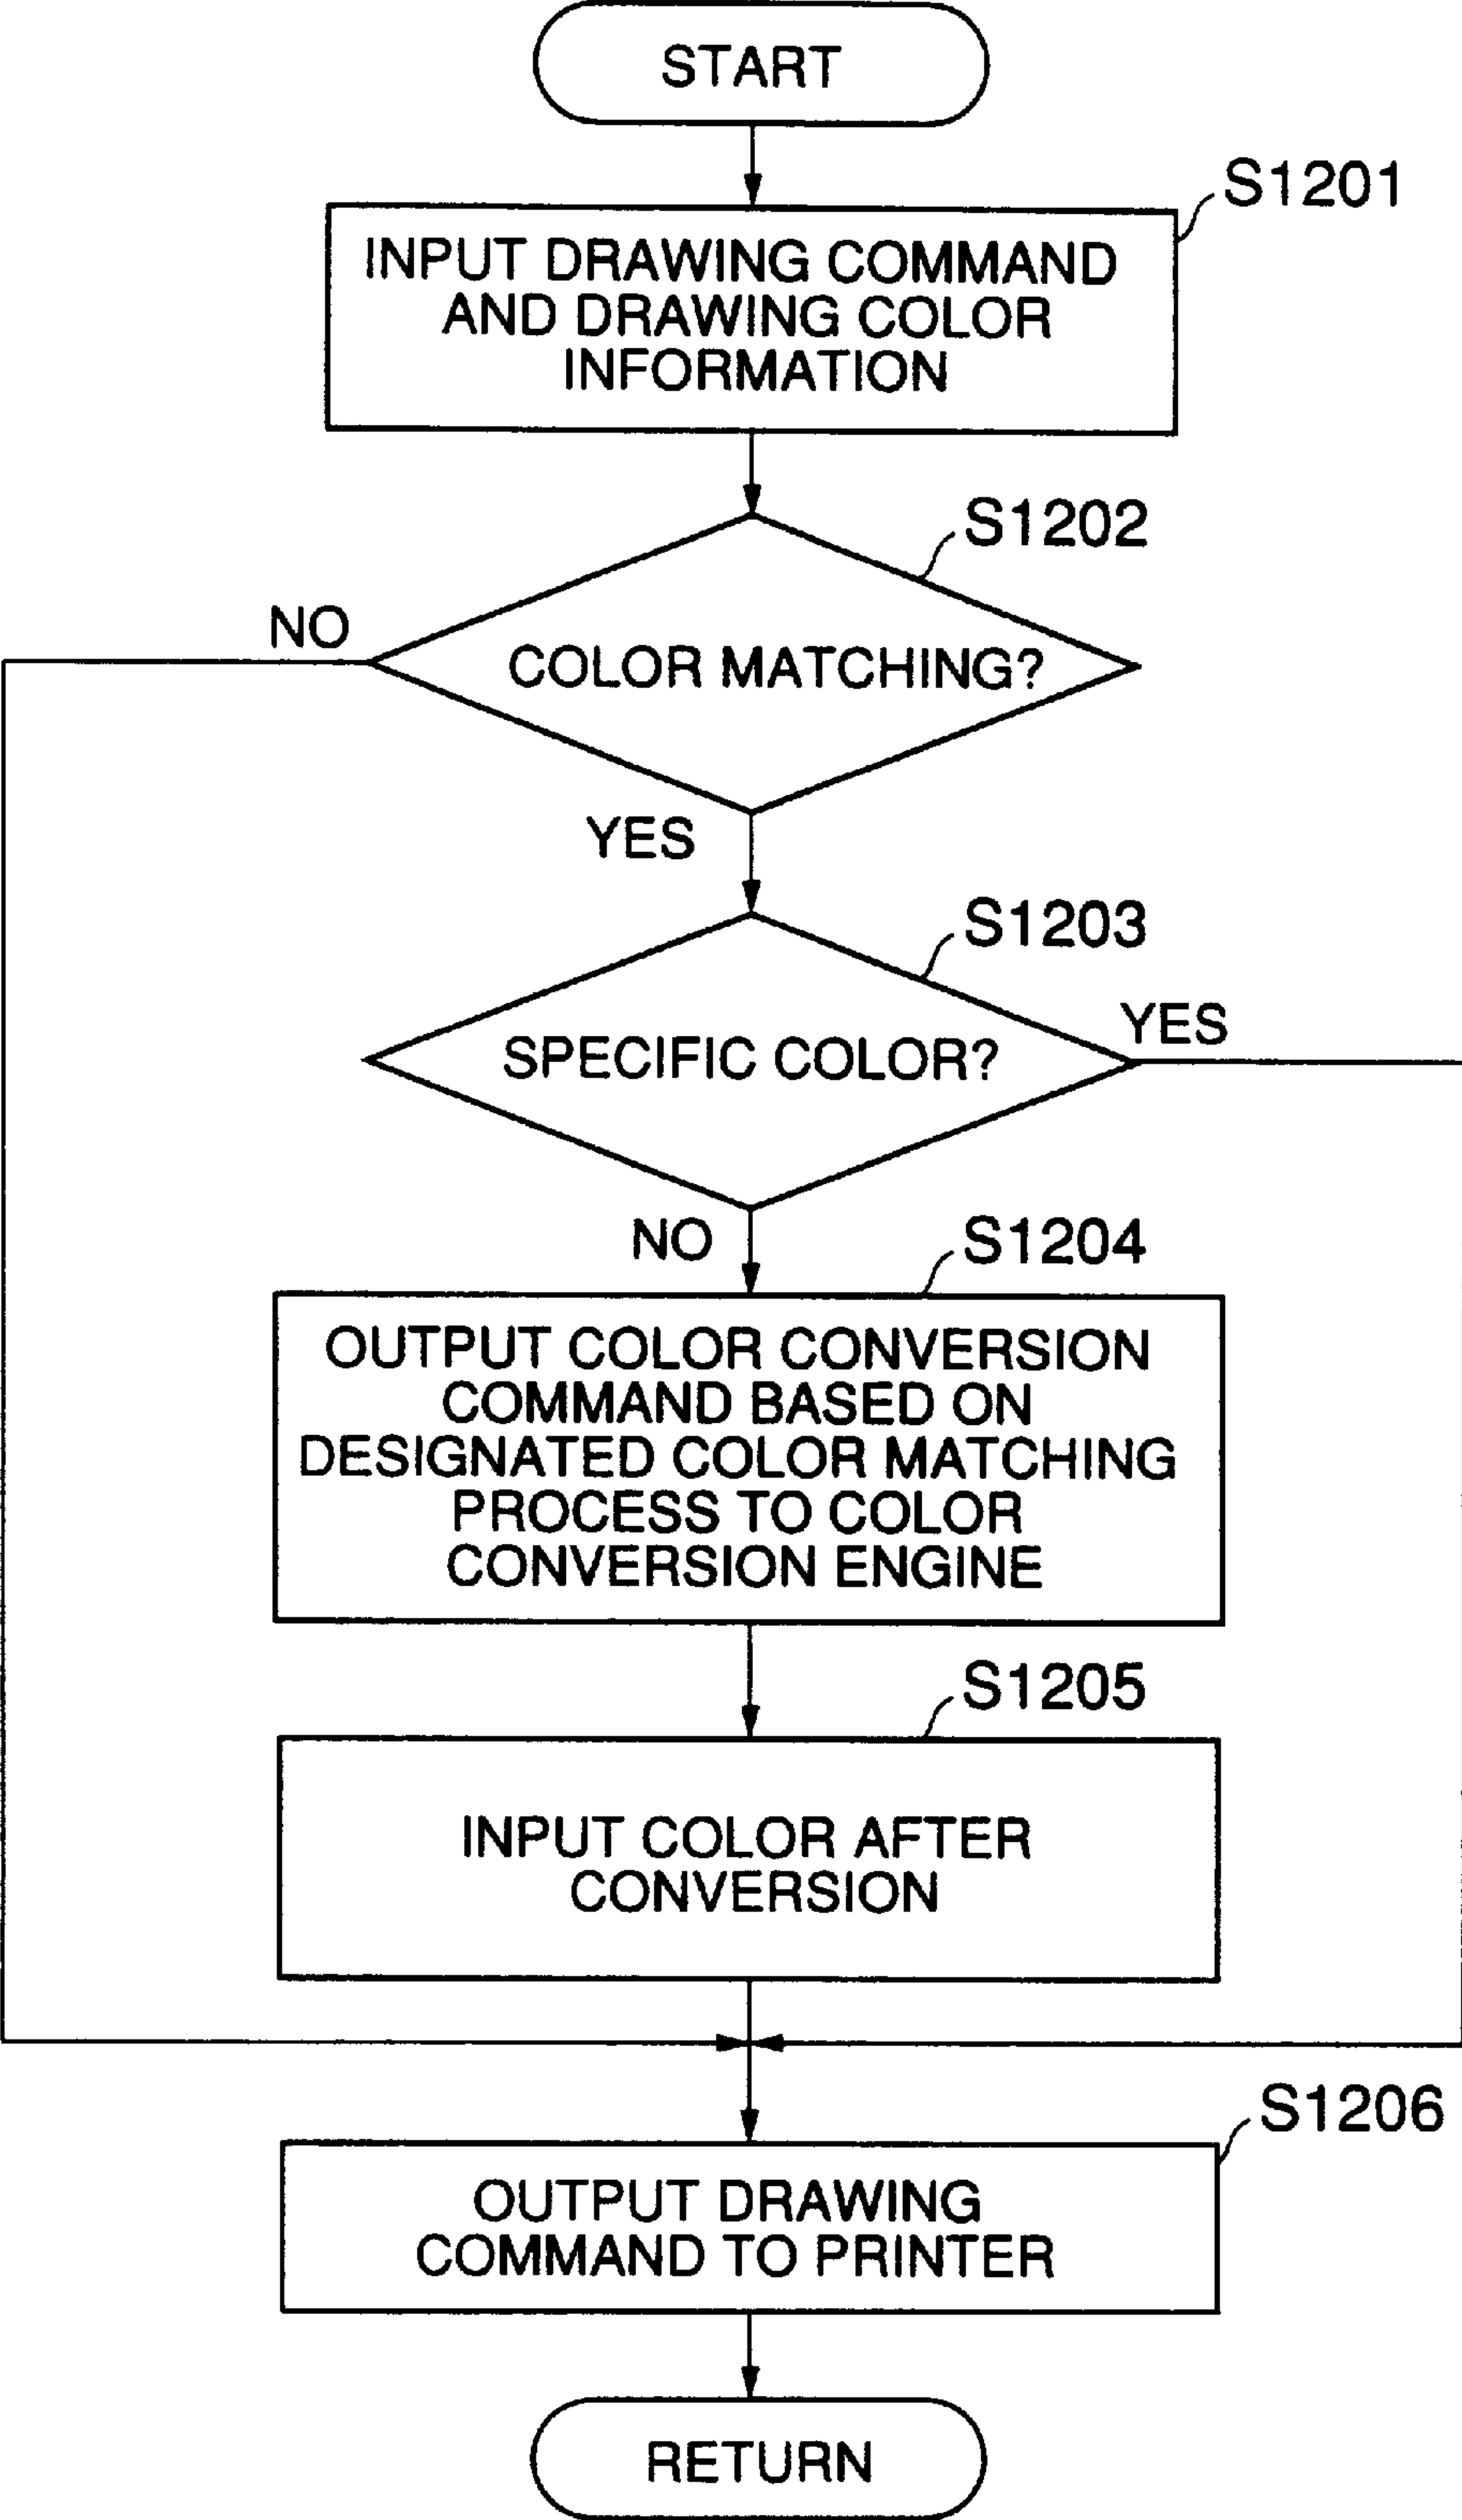 START
S1201
INPUT DRAWING COMMAND
AND DRAWING COLOR
INFORMATION
S1202
NO
COLOR MATCHING?
YES
S1203
YES
SPECIFIC COLOR?
NO
S1204
OUTPUT COLOR CONVERSION
COMMAND BASED ON
DESIGNATED COLOR MATCHING
PROCESS TO COLOR
CONVERSION ENGINE
S1205
INPUT COLOR AFTER
CONVERSION
S1206
OUTPUT DRAWING
COMMAND TO PRINTER
RETURN